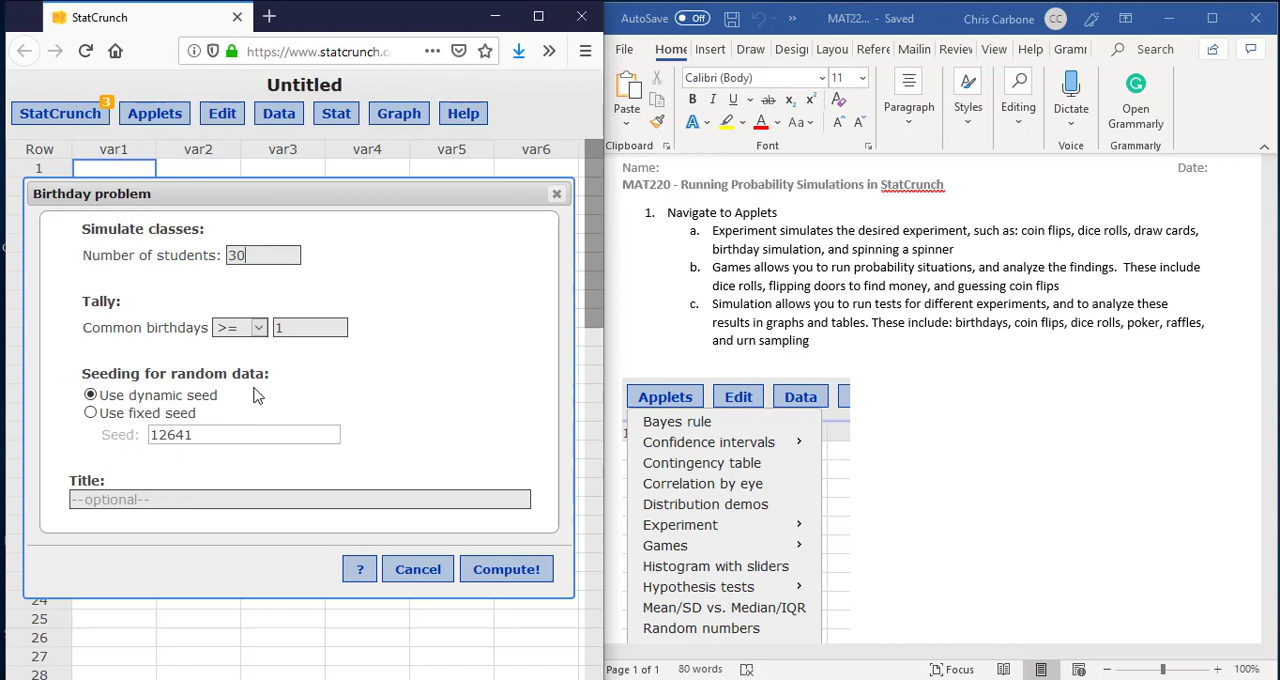 StatCrunch
https://www.statcrunch.c
Untitled
StatCrunch 3 Applets Edit Data Stat Graph Help
Row var1 var2 var3 var4 var5 var6
1
Birthday problem
Simulate classes:
Number of students: 30
Tally:
Common birthdays >= 1
Seeding for random data:
Use dynamic seed
Use fixed seed
Seed: 12641
Title:
--optional--
? Cancel Compute!
24
25
26
27
28
AutoSave Off MAT22... - Saved Chris Carbone CC
File Home Insert Draw Desig Layou Refere Mailin Review View Help Gramr Search
Paste
Calibri (Body) 11
Paragraph Styles Editing Dictate Open
Grammarly
Clipboard Font Voice Grammarly
Name: Date:
MAT220 - Running Probability Simulations in StatCrunch
1. Navigate to Applets
a. Experiment simulates the desired experiment, such as: coin flips, dice rolls, draw cards,
birthday simulation, and spinning a spinner
b. Games allows you to run probability situations, and analyze the findings. These include
dice rolls, flipping doors to find money, and guessing coin flips
c. Simulation allows you to run tests for different experiments, and to analyze these
results in graphs and tables. These include: birthdays, coin flips, dice rolls, poker, raffles,
and urn sampling
Applets Edit Data
Bayes rule
Confidence intervals
Contingency table
Correlation by eye
Distribution demos
Experiment
Games
Histogram with sliders
Hypothesis tests
Mean/SD vs. Median/IQR
Random numbers
Page 1 of 1 80 words Focus 100%